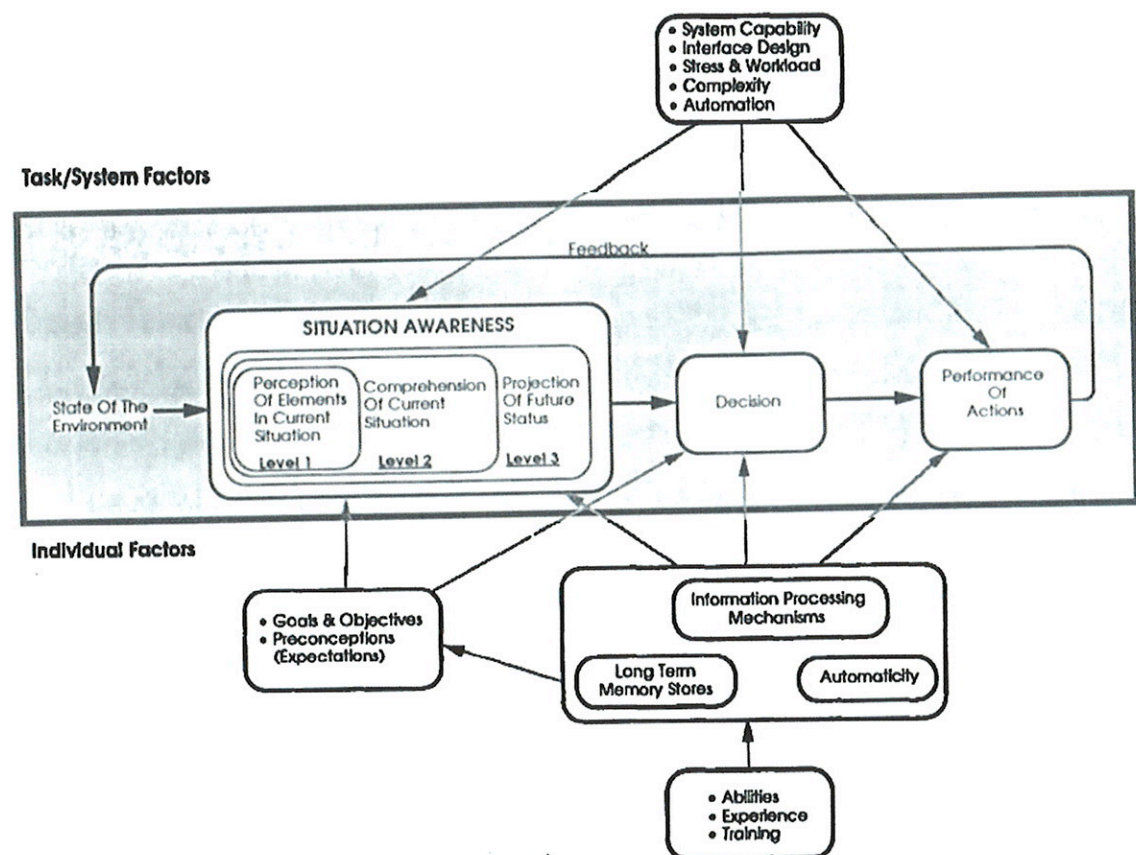 • System Capability
• Interface Design
• Stress & Workload
• Complexity
• Automation
Task/System Factors
Feedback
SITUATION AWARENESS
State Of The
Environment
Perception
Of Elements
In Current
Situation
Level 1
Comprehension
Of Current
Situation
Level 2
Projection
Of Future
Status
Level 3
Decision
Performance
Of
Actions
Individual Factors
• Goals & Objectives
• Preconceptions
(Expectations)
Information Processing
Mechanisms
Long Term
Memory Stores
Automaticity
• Abilities
• Experience
• Training